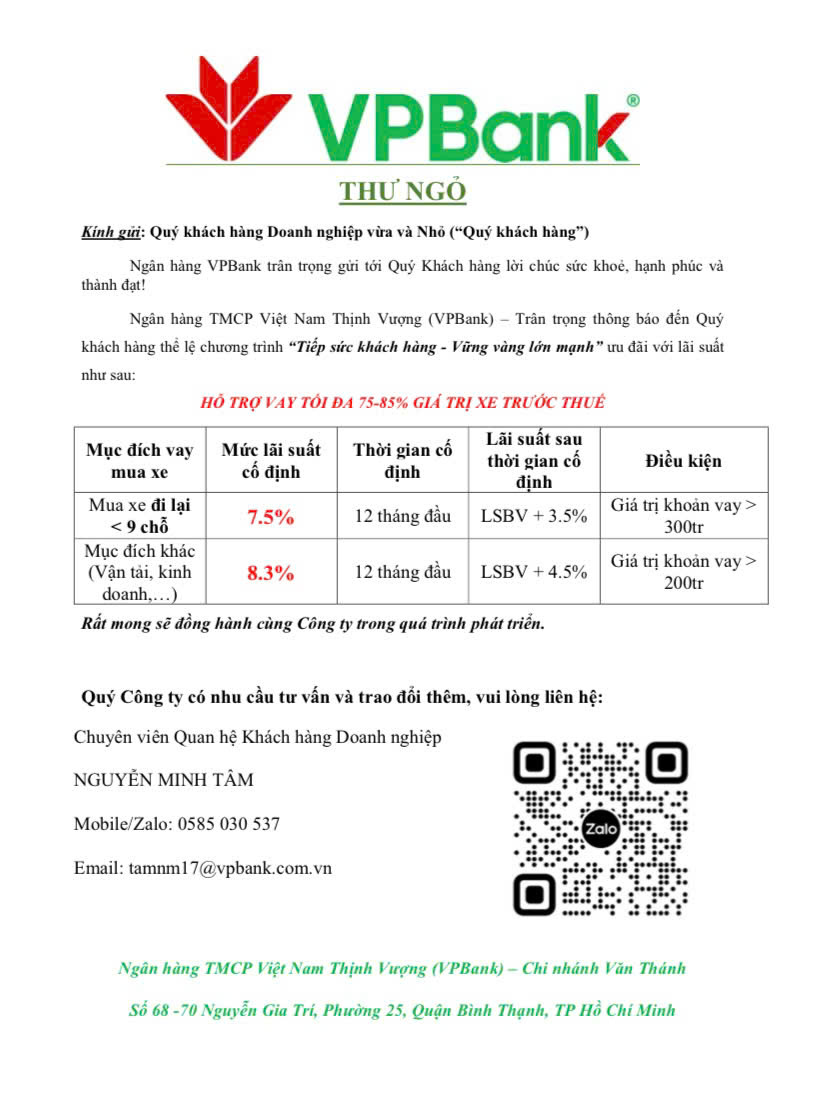 VPBank®
THƯ NGỎ
Kính gửi: Quý khách hàng Doanh nghiệp vừa và Nhỏ (“Quý khách hàng”)
Ngân hàng VPBank trân trọng gửi tới Quý Khách hàng lời chúc sức khoẻ, hạnh phúc và
thành đạt!
Ngân hàng TMCP Việt Nam Thịnh Vượng (VPBank) – Trân trọng thông báo đến Quý
khách hàng thể lệ chương trình “Tiếp sức khách hàng - Vững vàng lớn mạnh” ưu đãi với lãi suất
như sau:
HỖ TRỢ VAY TỐI ĐA 75-85% GIÁ TRỊ XE TRƯỚC THUẾ
Mục đích vay
mua xe
Mức lãi suất
cố định
Thời gian cố
định
Lãi suất sau
thời gian cố
định
Điều kiện
Mua xe đi lại
< 9 chỗ
7.5%
12 tháng đầu
LSBV + 3.5%
Giá trị khoản vay >
300tr
Mục đích khác
(Vận tải, kinh
doanh,…)
8.3%
12 tháng đầu
LSBV + 4.5%
Giá trị khoản vay >
200tr
Rất mong sẽ đồng hành cùng Công ty trong quá trình phát triển.
Quý Công ty có nhu cầu tư vấn và trao đổi thêm, vui lòng liên hệ:
Chuyên viên Quan hệ Khách hàng Doanh nghiệp
NGUYỄN MINH TÂM
Mobile/Zalo: 0585 030 537
Email: tamnm17@vpbank.com.vn
Zalo
Ngân hàng TMCP Việt Nam Thịnh Vượng (VPBank) – Chi nhánh Văn Thánh
Số 68 -70 Nguyễn Gia Trí, Phường 25, Quận Bình Thạnh, TP Hồ Chí Minh